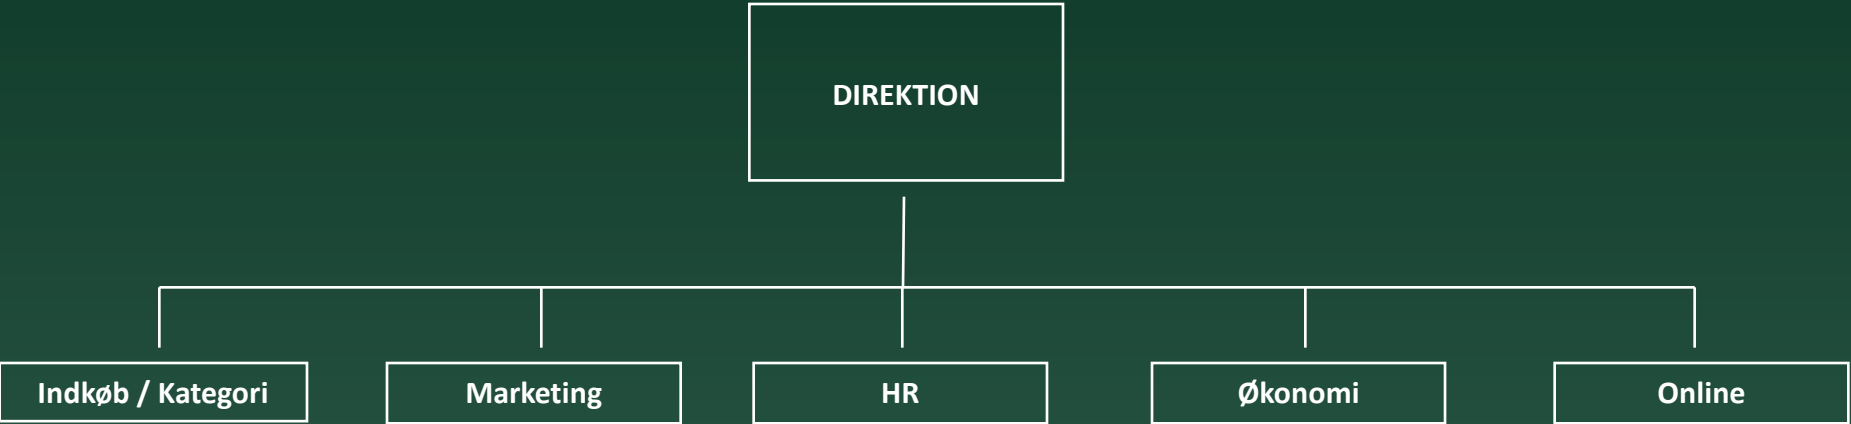 DIREKTION
Indkøb / Kategori
Marketing
HR
Økonomi
Online